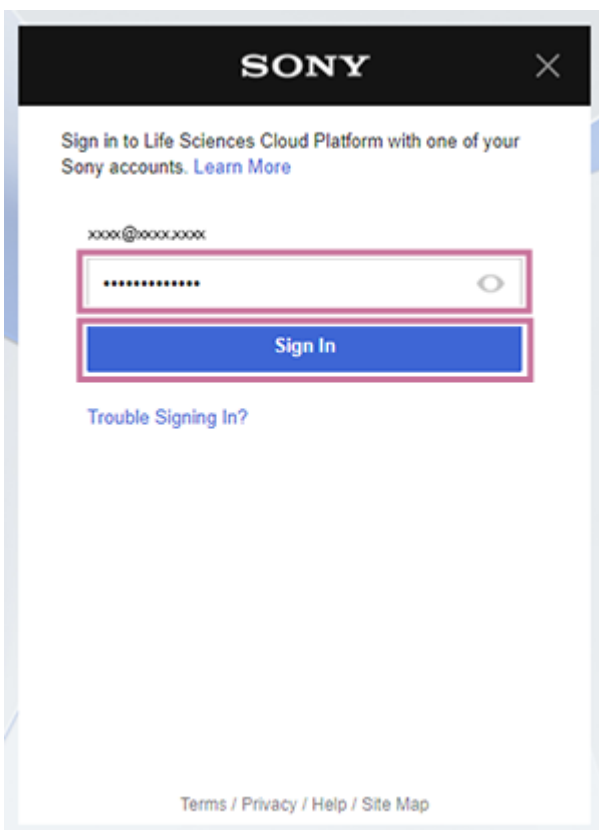 SONY
Sign in to Life Sciences Cloud Platform with one of your
Sony accounts. Learn More
xxxx@xxxx.xxxx
•••••••••••••
Sign In
Trouble Signing In?
Terms / Privacy / Help / Site Map